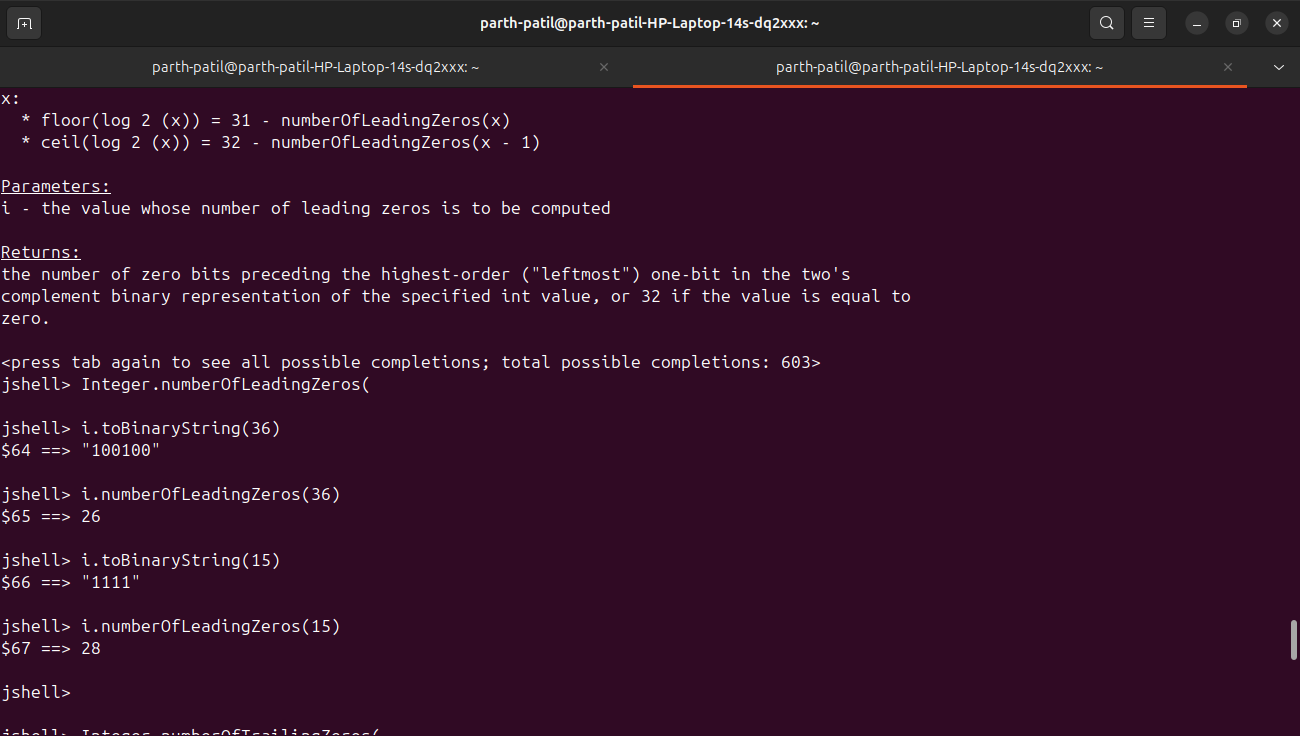 parth-patil@parth-patil-HP-Laptop-14s-dq2xxx: ~
parth-patil@parth-patil-HP-Laptop-14s-dq2xxx: ~
parth-patil@parth-patil-HP-Laptop-14s-dq2xxx: ~
x:
  * floor(log 2 (x)) = 31 - numberOfLeadingZeros(x)
  * ceil(log 2 (x)) = 32 - numberOfLeadingZeros(x - 1)
Parameters:
i - the value whose number of leading zeros is to be computed
Returns:
the number of zero bits preceding the highest-order ("leftmost") one-bit in the two's
complement binary representation of the specified int value, or 32 if the value is equal to
zero.
<press tab again to see all possible completions; total possible completions: 603>
jshell> Integer.numberOfLeadingZeros(
jshell> i.toBinaryString(36)
$64 ==> "100100"
jshell> i.numberOfLeadingZeros(36)
$65 ==> 26
jshell> i.toBinaryString(15)
$66 ==> "1111"
jshell> i.numberOfLeadingZeros(15)
$67 ==> 28
jshell>
jshell> Integer.numberOfTrailingZeros(